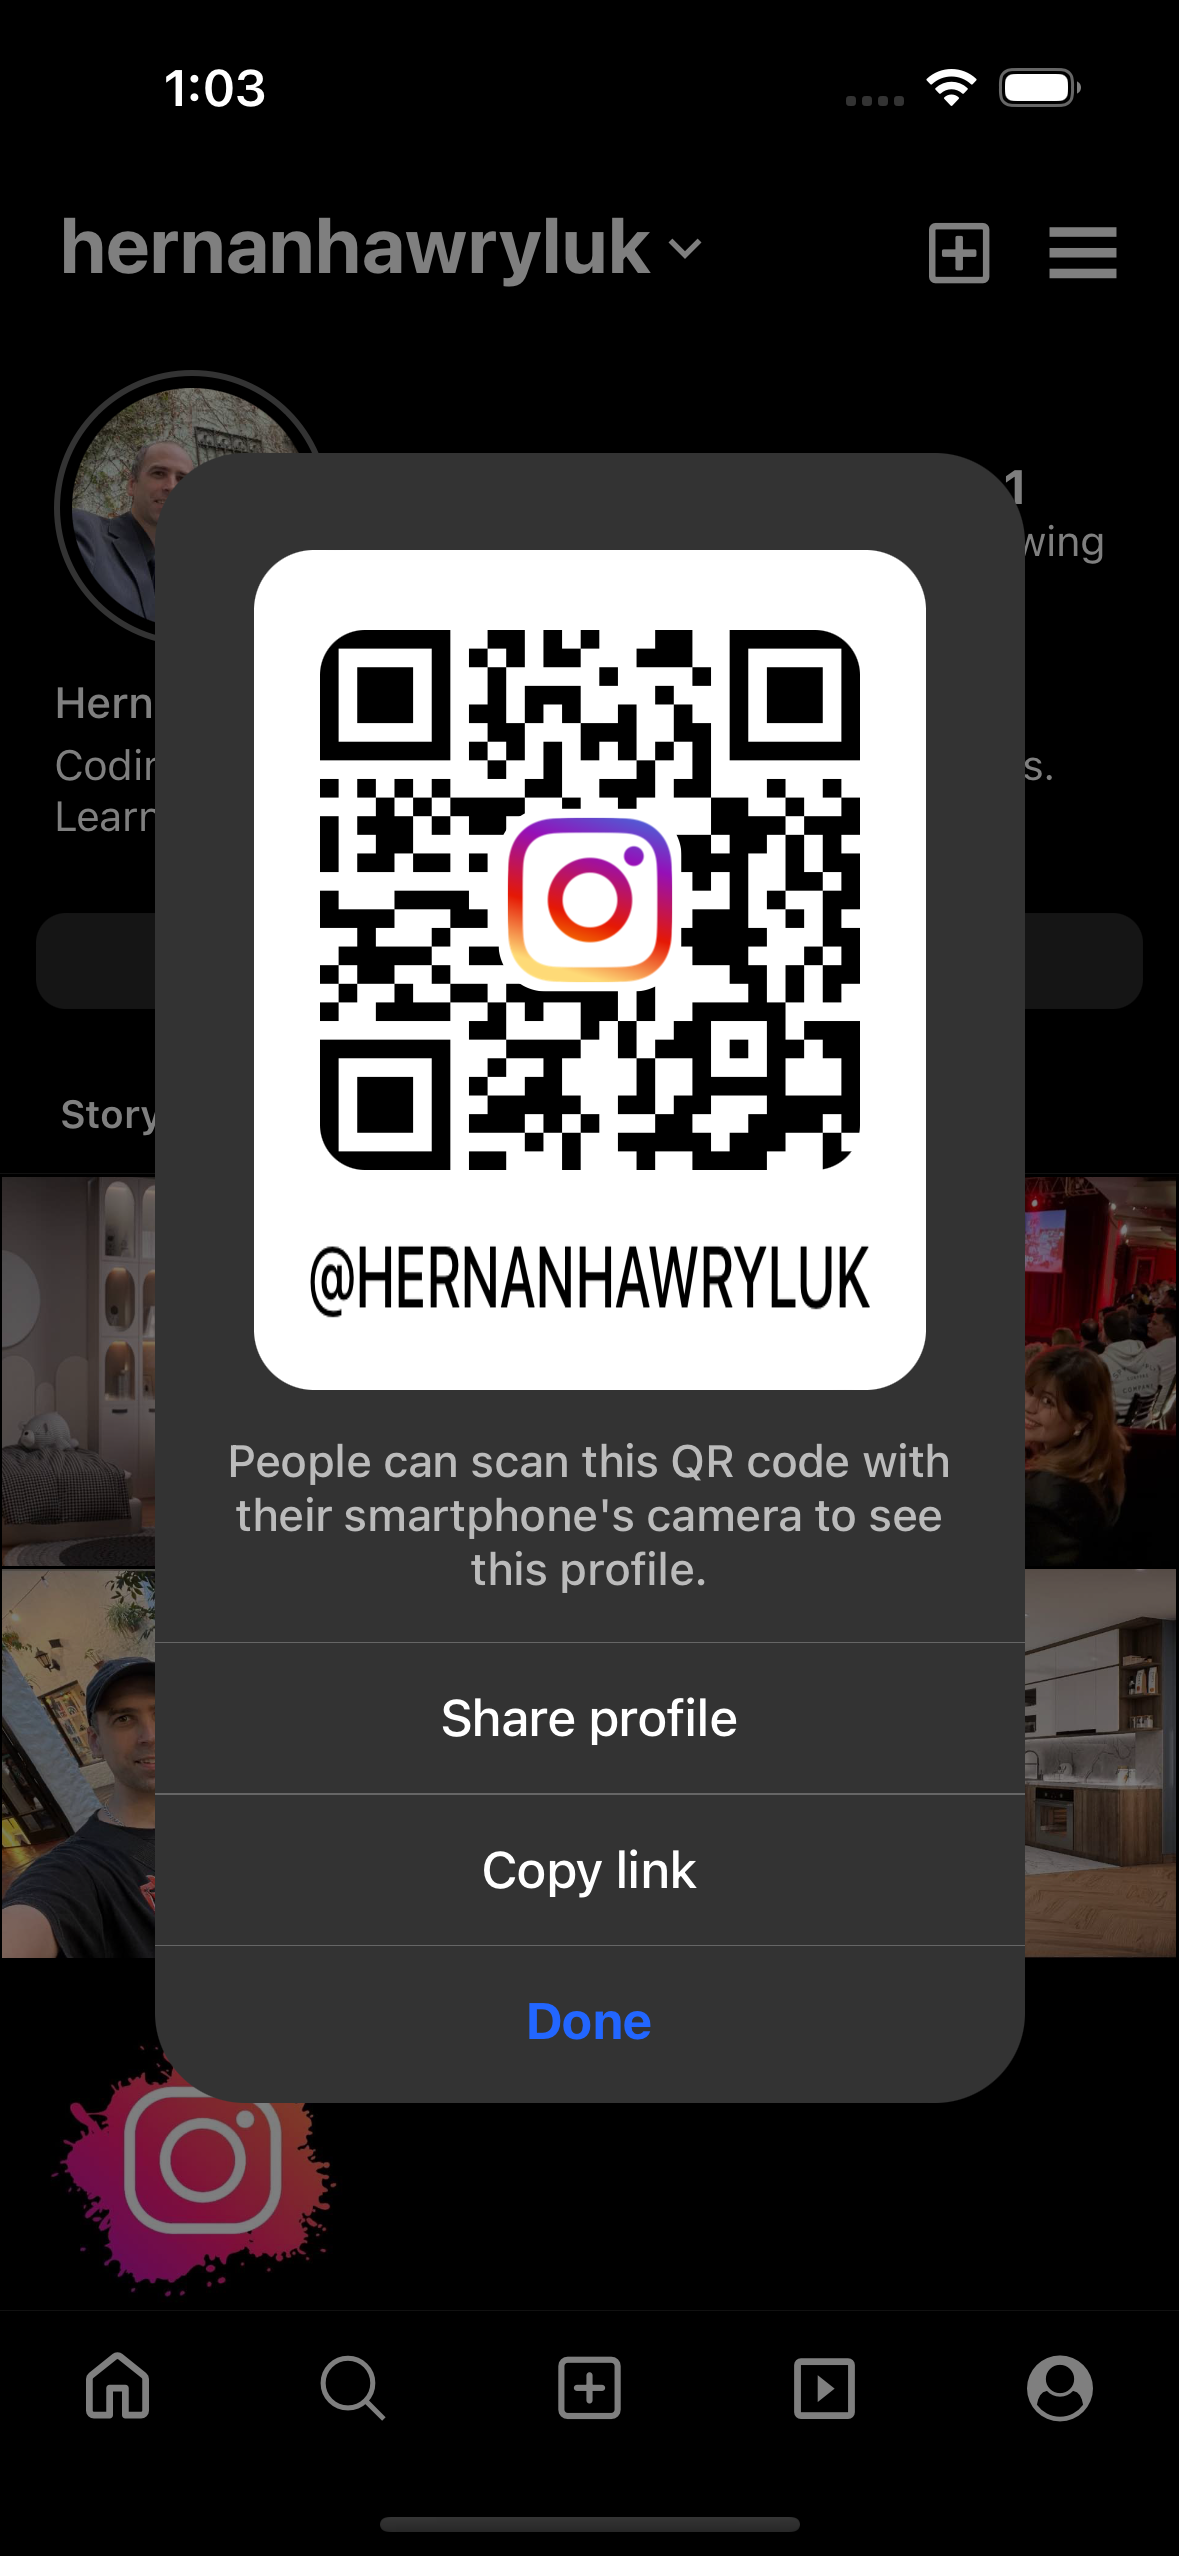 1:03
hernanhawryluk
1
wing
Hern
Codin
s.
Learn
Story
@HERNANHAWRYLUK
People can scan this QR code with
their smartphone's camera to see
this profile.
Share profile
Copy link
Done